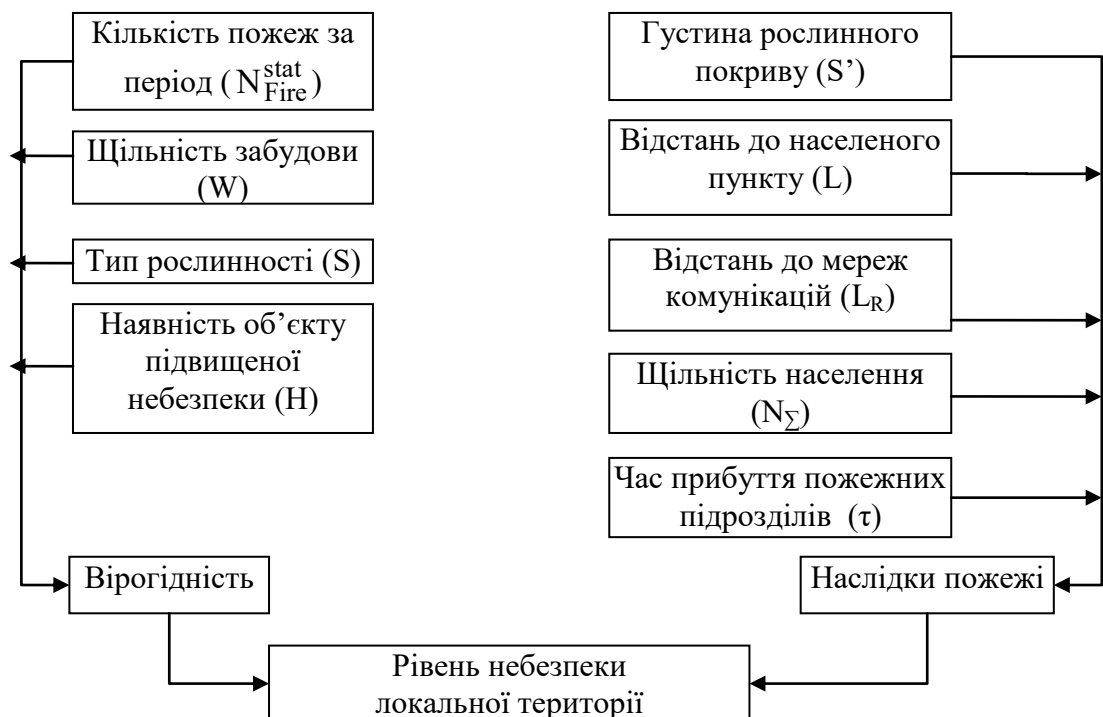 Кількість пожеж за
період ( N_Fire^stat )
Щільність забудови
(W)
Тип рослинності (S)
Наявність об’єкту
підвищеної
небезпеки (H)
Вірогідність
Густина рослинного
покриву (S’)
Відстань до населеного
пункту (L)
Відстань до мереж
комунікацій (L_R)
Щільність населення
(N_∑)
Час прибуття пожежних
підрозділів (τ)
Наслідки пожежі
Рівень небезпеки
локальної території